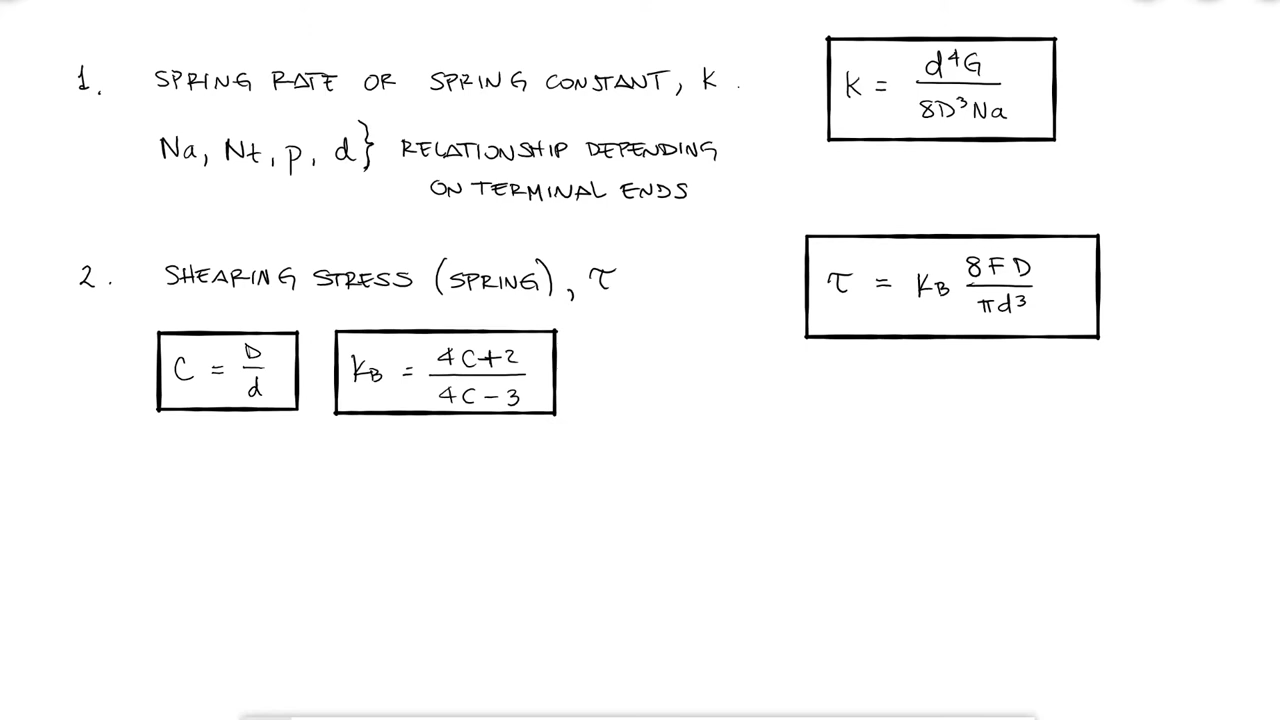 1. SPRING RATE OR SPRING CONSTANT, K.
K = d⁴G / 8D³Na
Na, Nt, p, d} RELATIONSHIP DEPENDING
ON TERMINAL ENDS
2. SHEARING STRESS (SPRING), τ
τ = KB 8FD / πd³
C = D / d
KB = 4C+2 / 4C-3